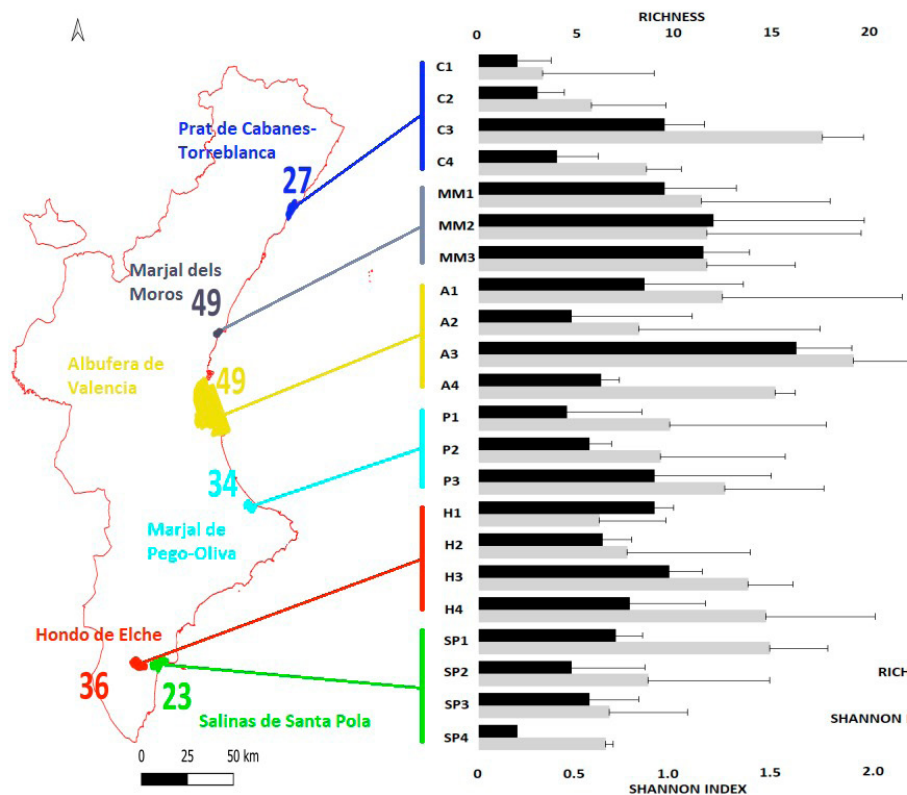 RICHNESS
0 5 10 15 20
Prat de Cabanes-
Torreblanca
27
Marjal dels
Moros
49
Albufera de
Valencia
49
34
Marjal de
Pego-Oliva
Hondo de Elche
36
23
Salinas de Santa Pola
0 25 50 km
C1
C2
C3
C4
MM1
MM2
MM3
A1
A2
A3
A4
P1
P2
P3
H1
H2
H3
H4
SP1
SP2
SP3
SP4
RICH
SHANNON I
0 0.5 1.0 1.5 2.0
SHANNON INDEX